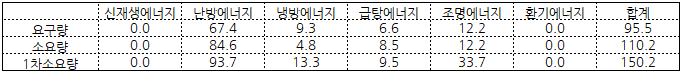 신재생에너지 난방에너지 냉방에너지 급탕에너지 조명에너지 환기에너지 합계
요구량 0.0 67.4 9.3 6.6 12.2 0.0 95.5
소요량 0.0 84.6 4.8 8.5 12.2 0.0 110.2
1차소요량 0.0 93.7 13.3 9.5 33.7 0.0 150.2